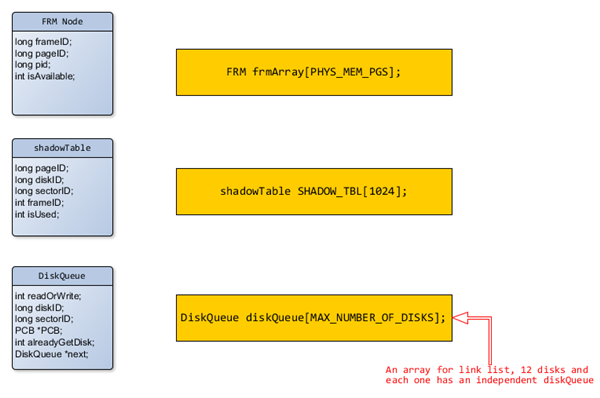 FRM Node
long frameID;
long pageID;
long pid;
int isAvailable;
FRM frmArray[PHYS_MEM_PGS];
shadowTable
long pageID;
long diskID;
long sectorID;
int frameID;
int isUsed;
shadowTable SHADOW_TBL[1024];
DiskQueue
int readOrWrite;
long diskID;
long sectorID;
PCB *PCB;
int alreadyGetDisk;
DiskQueue *next;
DiskQueue diskQueue[MAX_NUMBER_OF_DISKS];
An array for link list, 12 disks and
each one has an independent diskQueue